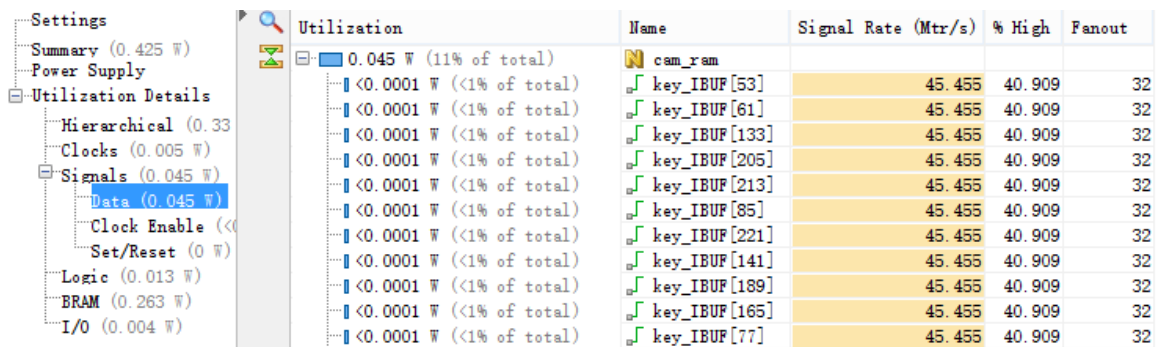 Settings
Summary (0.425 W)
Power Supply
Utilization Details
Hierarchical (0.33
Clocks (0.005 W)
Signals (0.045 W)
Data (0.045 W)
Clock Enable (<0
Set/Reset (0 W)
Logic (0.013 W)
BRAM (0.263 W)
I/O (0.004 W)
Utilization Name Signal Rate (Mtr/s) % High Fanout
0.045 W (11% of total) N cam_ram
<0.0001 W (<1% of total) key_IBUF[53] 45.455 40.909 32
<0.0001 W (<1% of total) key_IBUF[61] 45.455 40.909 32
<0.0001 W (<1% of total) key_IBUF[133] 45.455 40.909 32
<0.0001 W (<1% of total) key_IBUF[205] 45.455 40.909 32
<0.0001 W (<1% of total) key_IBUF[213] 45.455 40.909 32
<0.0001 W (<1% of total) key_IBUF[85] 45.455 40.909 32
<0.0001 W (<1% of total) key_IBUF[221] 45.455 40.909 32
<0.0001 W (<1% of total) key_IBUF[141] 45.455 40.909 32
<0.0001 W (<1% of total) key_IBUF[189] 45.455 40.909 32
<0.0001 W (<1% of total) key_IBUF[165] 45.455 40.909 32
<0.0001 W (<1% of total) key_IBUF[77] 45.455 40.909 32